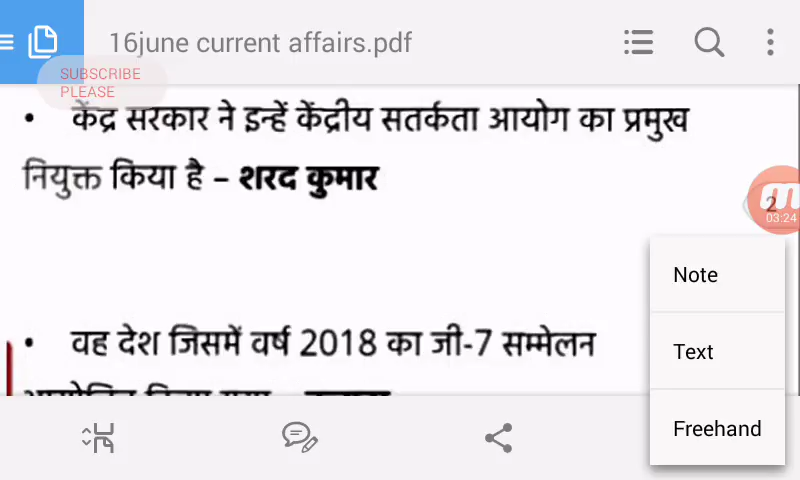 16june current affairs.pdf
SUBSCRIBE
PLEASE
• केंद्र सरकार ने इन्हें केंद्रीय सतर्कता आयोग का प्रमुख
नियुक्त किया है – शरद कुमार
2
03:24
Note
• वह देश जिसमें वर्ष 2018 का जी-7 सम्मेलन
Text
Freehand